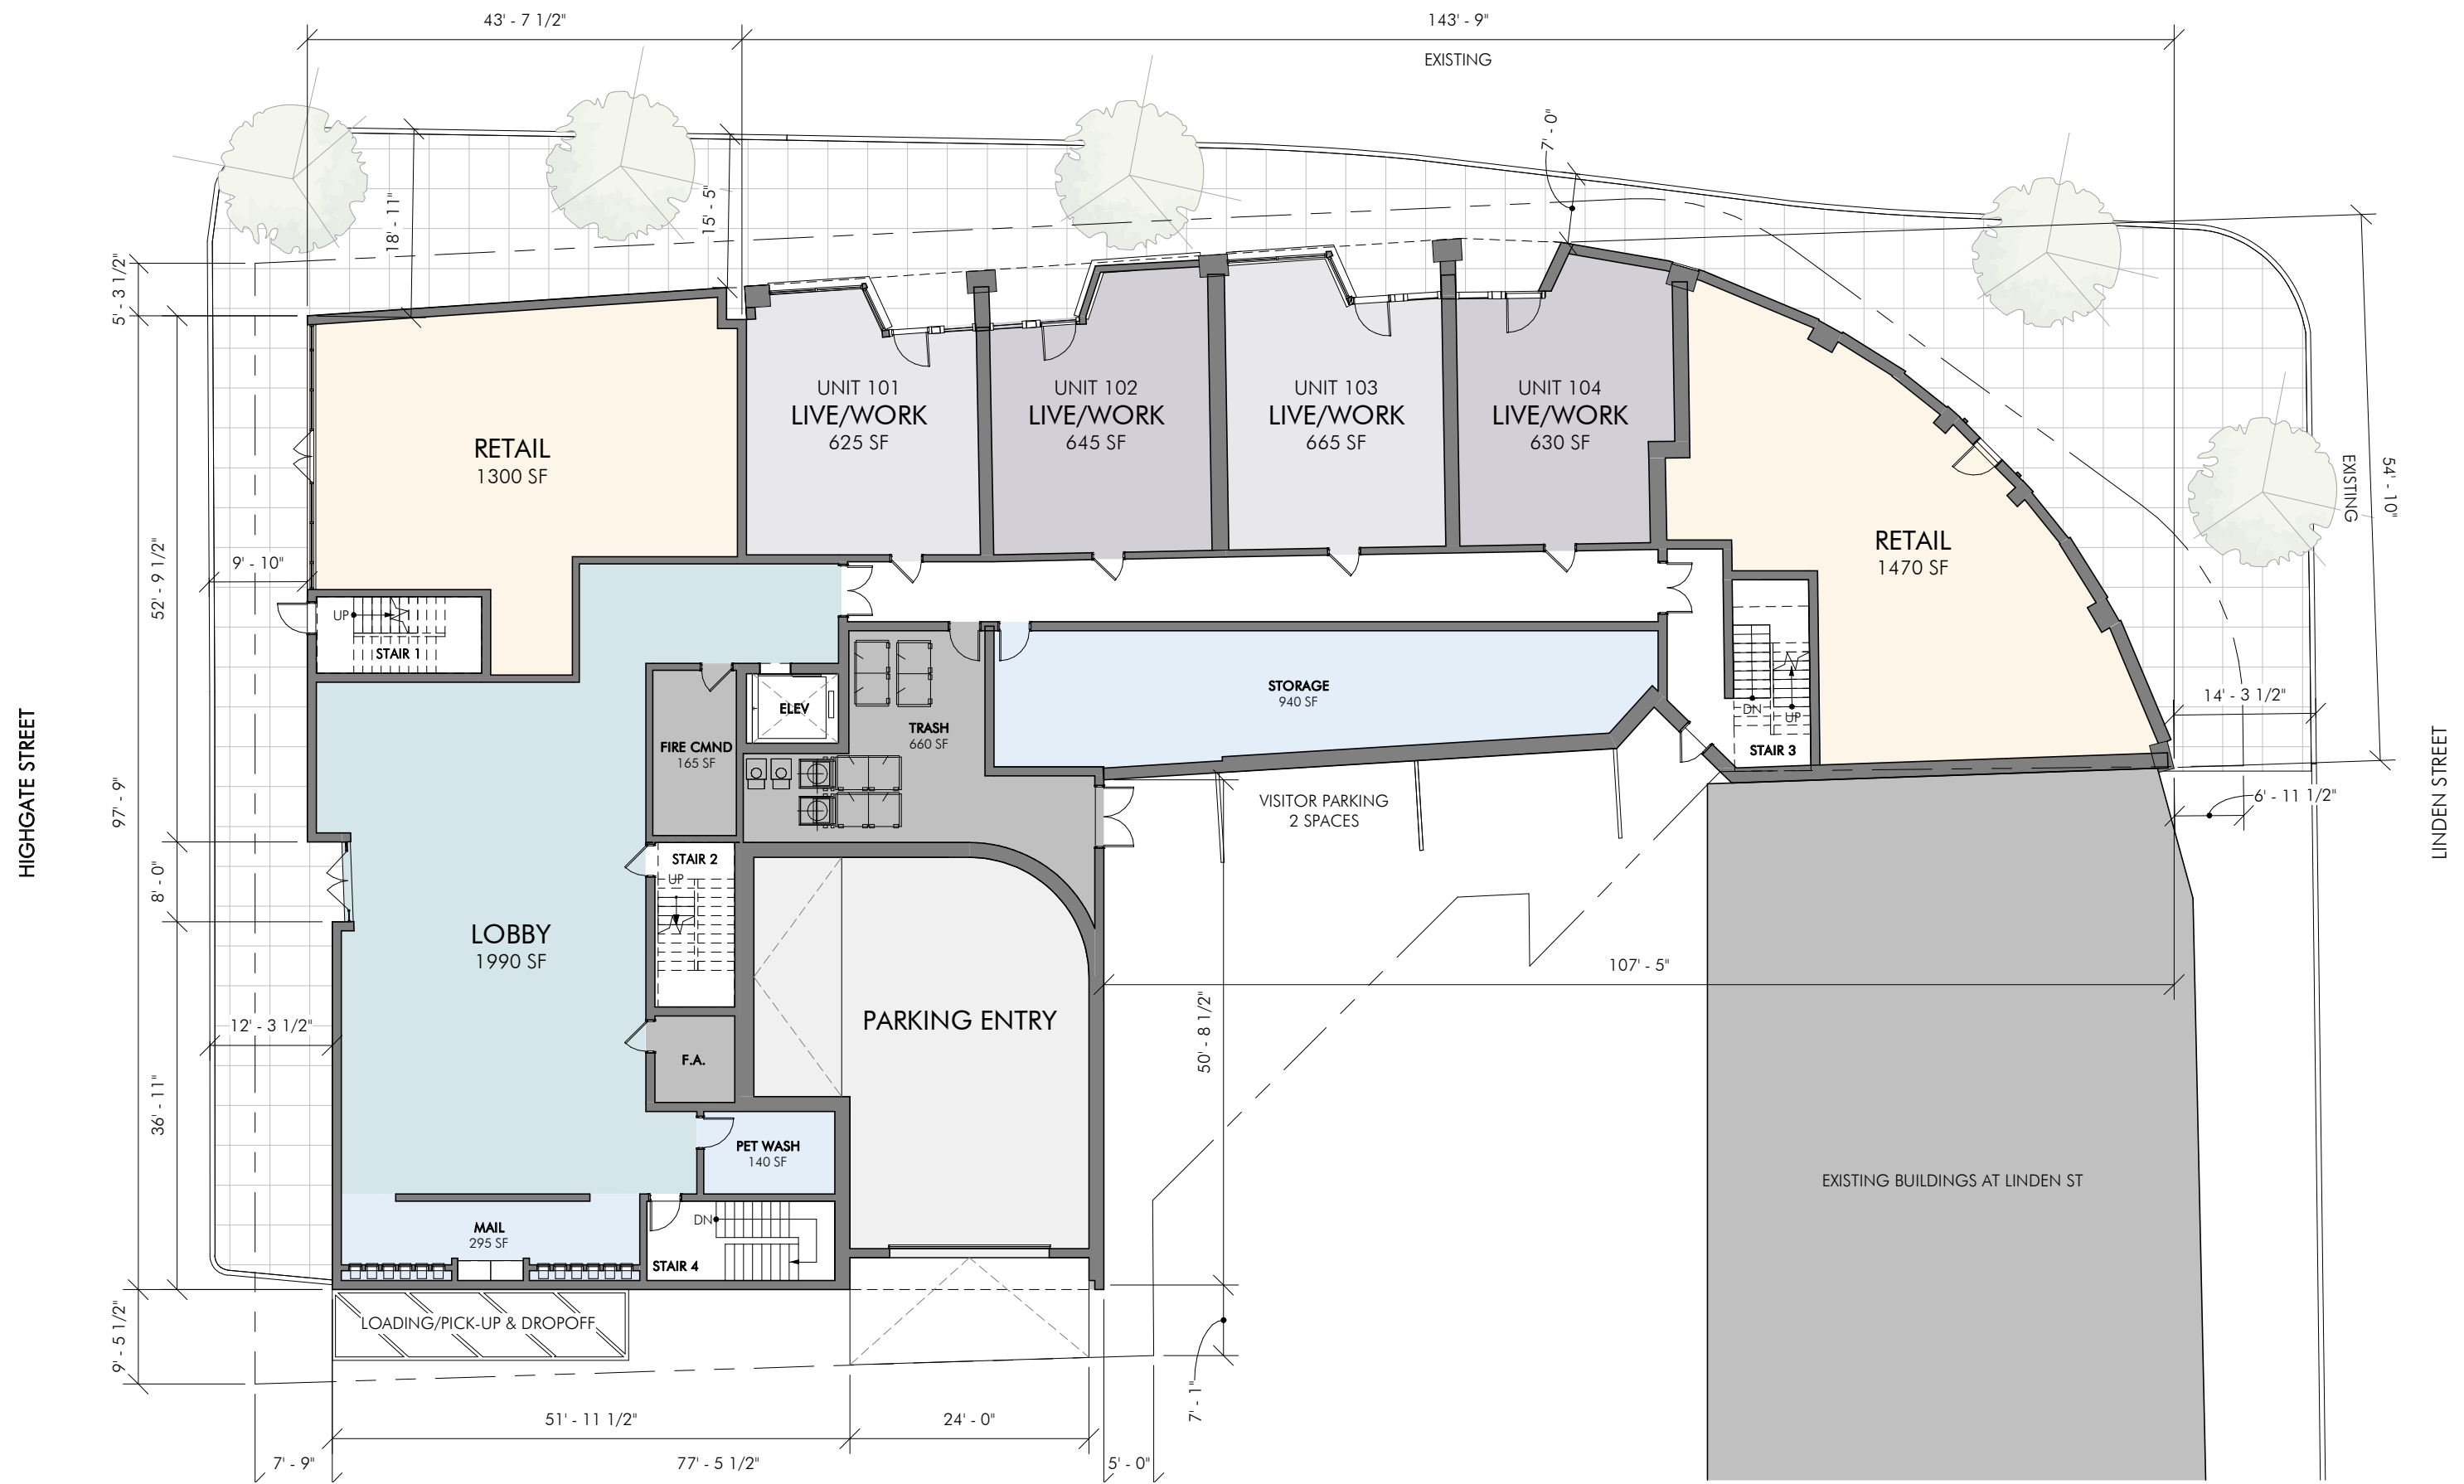 43' - 7 1/2"
143' - 9"
EXISTING
7' - 0"
18' - 11"
15' - 5"
5' - 3 1/2"
UNIT 101
LIVE/WORK
625 SF
UNIT 102
LIVE/WORK
645 SF
UNIT 103
LIVE/WORK
665 SF
UNIT 104
LIVE/WORK
630 SF
RETAIL
1300 SF
54' - 10"
EXISTING
RETAIL
1470 SF
9' - 10"
52' - 9 1/2"
UP
STAIR 1
STORAGE
940 SF
ELEV
TRASH
660 SF
FIRE CMND
165 SF
DN
UP
STAIR 3
14' - 3 1/2"
6' - 11 1/2"
HIGHGATE STREET
LINDEN STREET
97' - 9"
VISITOR PARKING
2 SPACES
8' - 0"
STAIR 2
UP
LOBBY
1990 SF
107' - 5"
PARKING ENTRY
12' - 3 1/2"
50' - 8 1/2"
F.A.
36' - 11"
PET WASH
140 SF
EXISTING BUILDINGS AT LINDEN ST
MAIL
295 SF
DN
STAIR 4
LOADING/PICK-UP & DROPOFF
9' - 5 1/2"
7' - 1"
51' - 11 1/2"
24' - 0"
7' - 9"
77' - 5 1/2"
5' - 0"